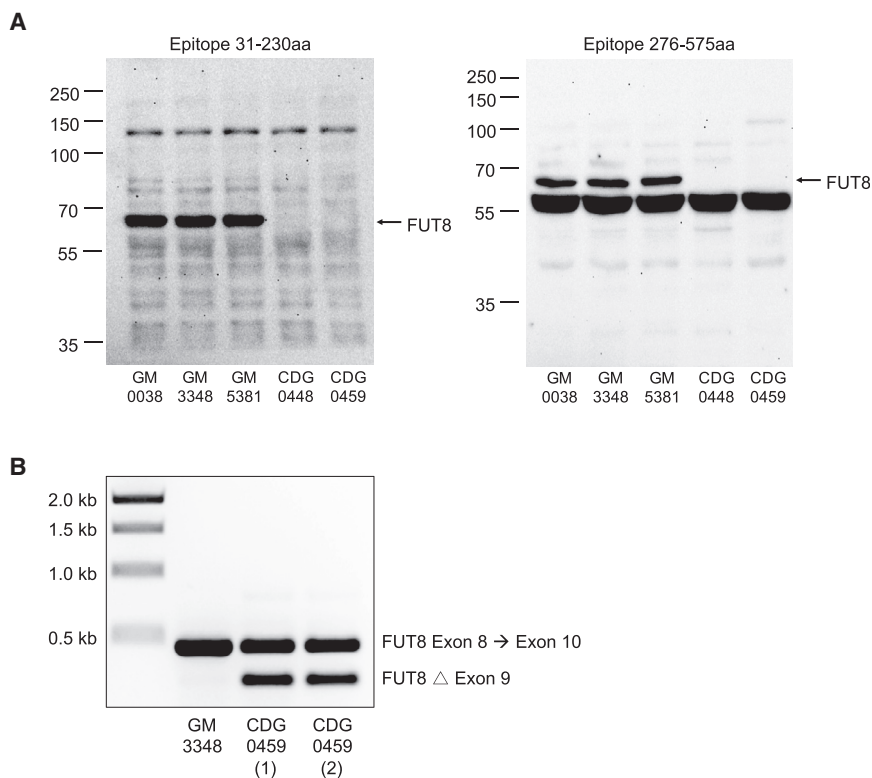 A
Epitope 31-230aa
250
150
100
70
55
35
FUT8
GM 0038
GM 3348
GM 5381
CDG 0448
CDG 0459
Epitope 276-575aa
250
150
100
70
55
35
FUT8
GM 0038
GM 3348
GM 5381
CDG 0448
CDG 0459
B
2.0 kb
1.5 kb
1.0 kb
0.5 kb
FUT8 Exon 8 → Exon 10
FUT8 △ Exon 9
GM 3348
CDG 0459 (1)
CDG 0459 (2)